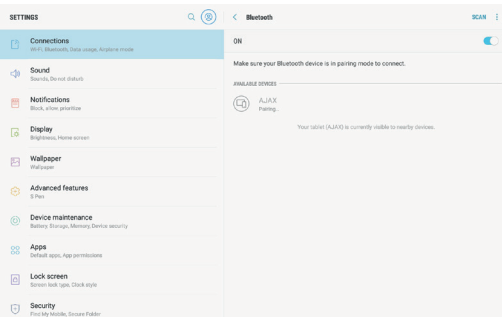 SETTINGS
Connections
Wi-Fi, Bluetooth, Data usage, Airplane mode
Sound
Sounds, Do not disturb
Notifications
Block, allow, prioritize
Display
Brightness, Home screen
Wallpaper
Wallpaper
Advanced features
S Pen
Device maintenance
Battery, Storage, Memory, Device security
Apps
Default apps, App permissions
Lock screen
Screen lock type, Clock style
Security
Find My Mobile, Secure Folder
Bluetooth
SCAN
ON
Make sure your Bluetooth device is in pairing mode to connect.
AVAILABLE DEVICES
AJAX
Pairing...
Your tablet (AJAX) is currently visible to nearby devices.